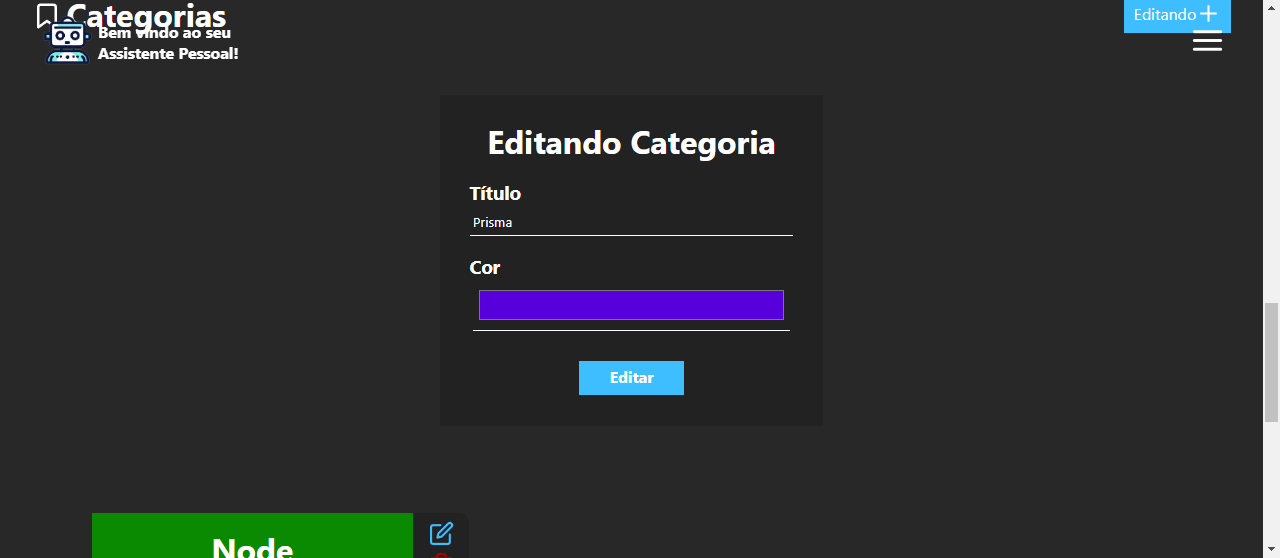 Categorias
Bem vindo ao seu
Assistente Pessoal!
Editando
Editando Categoria
Título
Prisma
Cor
Editar
Node